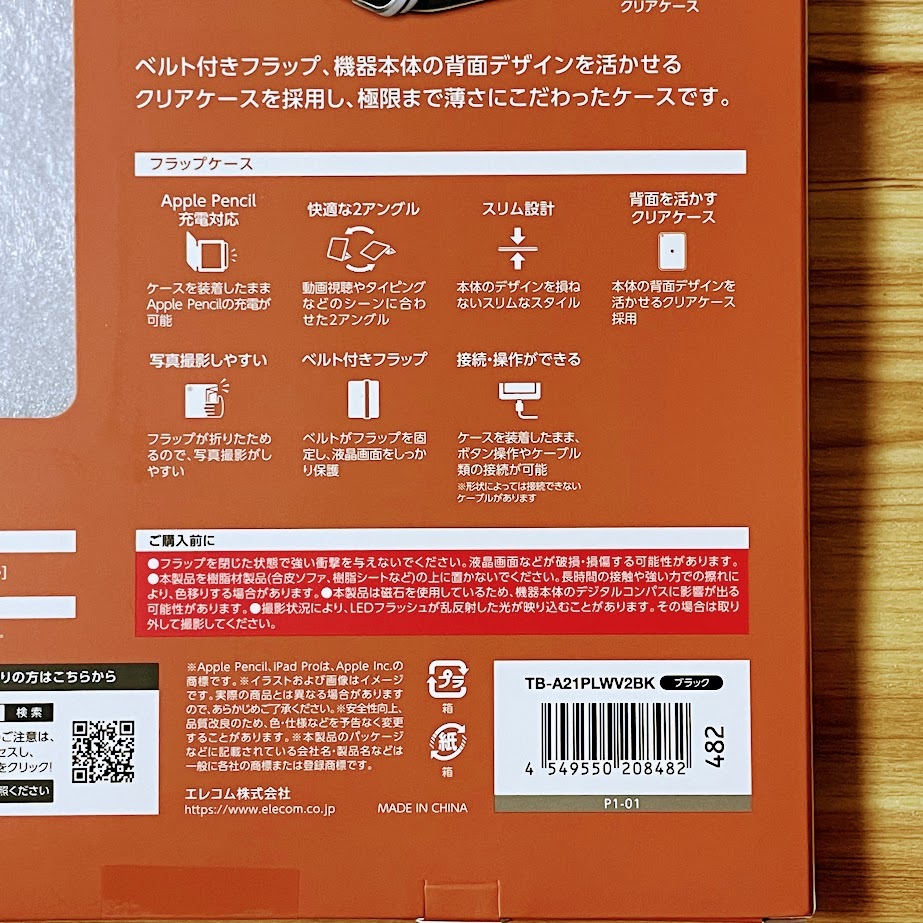 クリアケース
ベルト付きフラップ、機器本体の背面デザインを活かせる
クリアケースを採用し、極限まで薄さにこだわったケースです。
フラップケース
Apple Pencil
充電対応
ケースを装着したまま
Apple Pencilの充電が
可能
快適な2アングル
動画視聴やタイピング
などのシーンに合わ
せた2アングル
スリム設計
本体のデザインを損ね
ないスリムなスタイル
背面を活かす
クリアケース
本体の背面デザインを
活かせるクリアケース
採用
写真撮影しやすい
フラップが折りたため
るので、写真撮影がし
やすい
ベルト付きフラップ
ベルトがフラップを固
定し、液晶画面をしっか
り保護
接続・操作ができる
ケースを装着したまま、
ボタン操作やケーブル
類の接続が可能
※形状によっては接続できない
ケーブルがあります
ご購入前に
●フラップを閉じた状態で強い衝撃を与えないでください。液晶画面などが破損・損傷する可能性があります。
●本製品を樹脂材製品(合皮ソファ、樹脂シートなど)の上に置かないでください。長時間の接触や強い力での擦れに
より、色移りする場合があります。●本製品は磁石を使用しているため、機器本体のデジタルコンパスに影響が出る
可能性があります。●撮影状況により、LEDフラッシュが乱反射した光が映り込むことがあります。その場合は取り
外して撮影してください。
りの方はこちらから
検索
ご注意は、
セスし、
をクリック!
照ください
※Apple Pencil、iPad Proは、Apple Inc.の
商標です。※イラストおよび画像はイメージ
です。実際の商品とは異なる場合があります
ので、あらかじめご了承ください。※安全性向上、
品質改良のため、色・仕様などを予告なく変更
することがあります。※本製品のパッケージ
などに記載されている会社名・製品名などは
一般に各社の商標または登録商標です。
エレコム株式会社
https://www.elecom.co.jp
MADE IN CHINA
プラ
箱
紙
箱
TB-A21PLWV2BK ブラック
4 549550 208482
482
P1-01